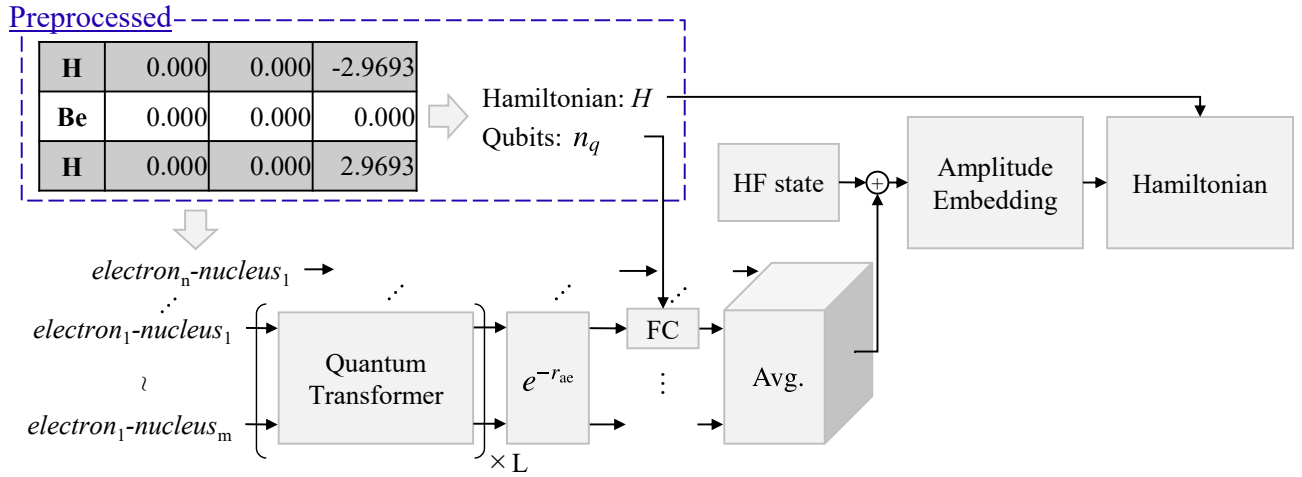 Preprocessed
H 0.000 0.000 -2.9693
Be 0.000 0.000 0.000
H 0.000 0.000 2.9693
Hamiltonian: H
Qubits: n_q
HF state
+
Amplitude
Embedding
Hamiltonian
electron_n-nucleus_1
⋰ ⋰ ⋰ ⋰
electron_1-nucleus_1
≀
electron_1-nucleus_m
Quantum
Transformer
× L
e^{-r_ae}
FC
⋮
Avg.